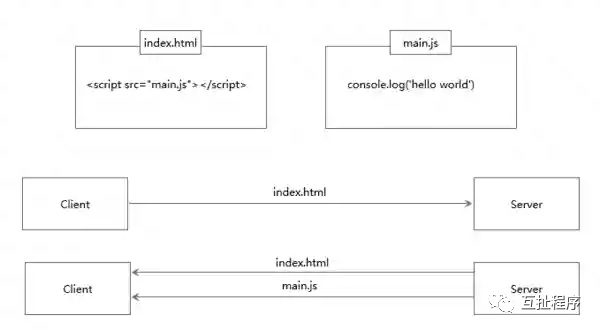 index.html
main.js
<script src="main.js"></script>
console.log('hello world')
index.html
Client
Server
index.html
main.js
Client
Server
互扯程序